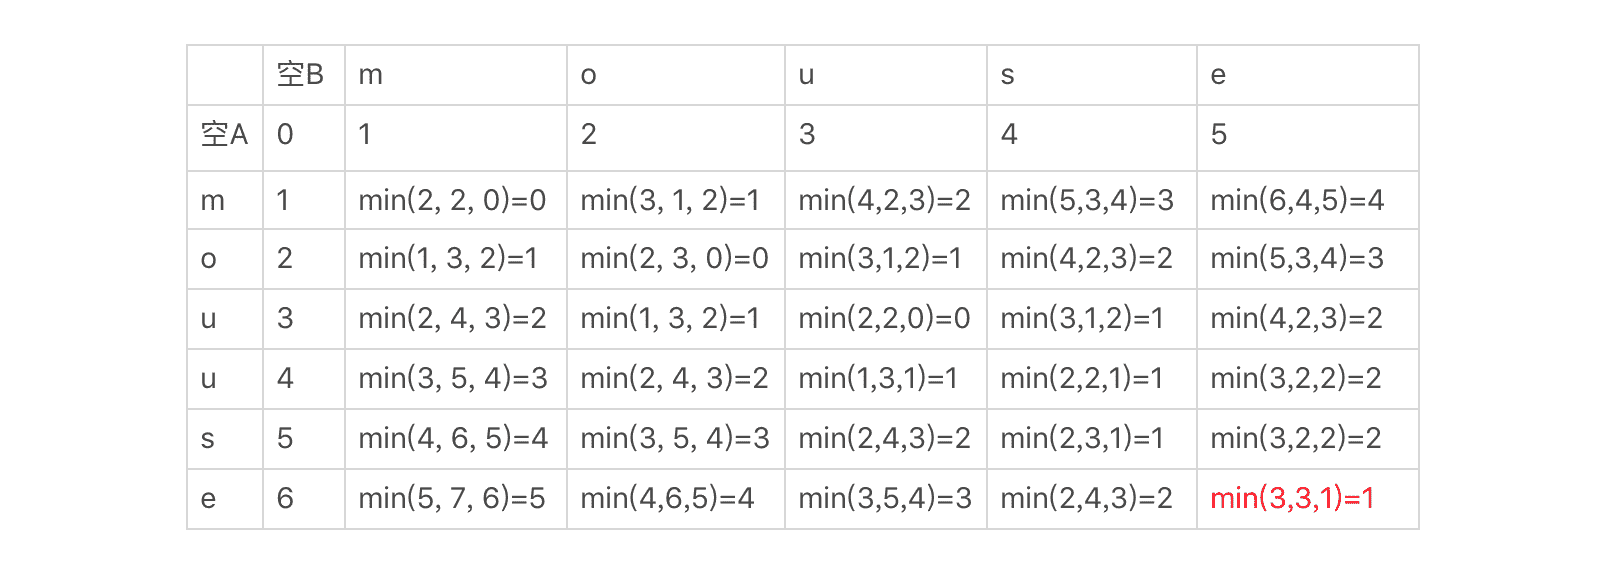 空B m o u s e
空A 0 1 2 3 4 5
m 1 min(2, 2, 0)=0 min(3, 1, 2)=1 min(4,2,3)=2 min(5,3,4)=3 min(6,4,5)=4
o 2 min(1, 3, 2)=1 min(2, 3, 0)=0 min(3,1,2)=1 min(4,2,3)=2 min(5,3,4)=3
u 3 min(2, 4, 3)=2 min(1, 3, 2)=1 min(2,2,0)=0 min(3,1,2)=1 min(4,2,3)=2
u 4 min(3, 5, 4)=3 min(2, 4, 3)=2 min(1,3,1)=1 min(2,2,1)=1 min(3,2,2)=2
s 5 min(4, 6, 5)=4 min(3, 5, 4)=3 min(2,4,3)=2 min(2,3,1)=1 min(3,2,2)=2
e 6 min(5, 7, 6)=5 min(4,6,5)=4 min(3,5,4)=3 min(2,4,3)=2 min(3,3,1)=1